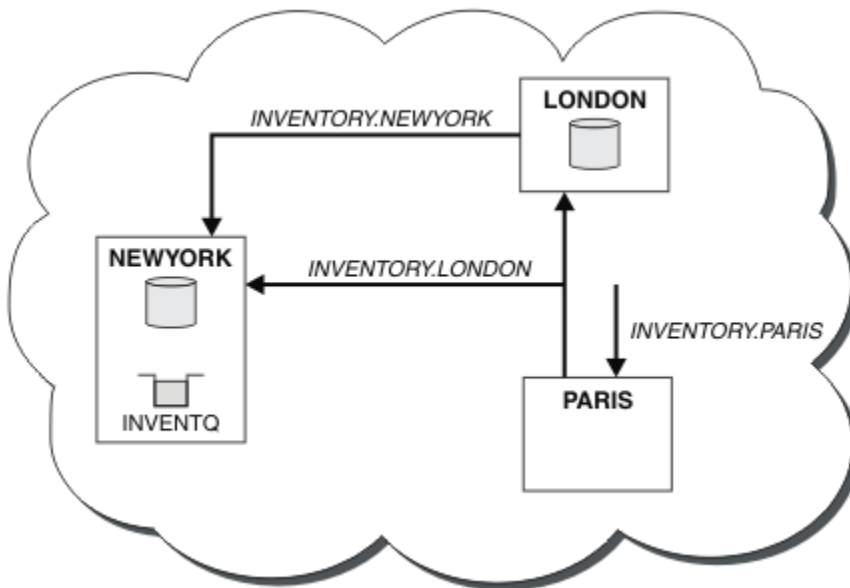 LONDON
INVENTORY.NEWYORK
NEWYORK
INVENTORY.LONDON
INVENTORY.PARIS
PARIS
INVENTQ